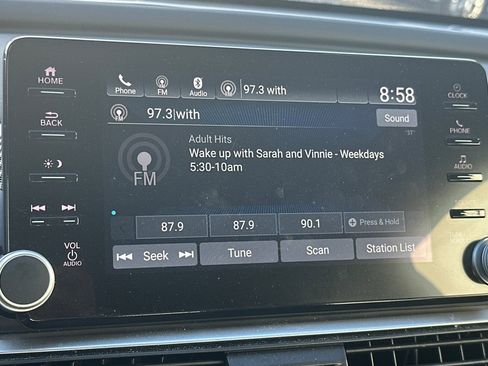 HOME
Phone FM Audio 97.3 with 8:58
CLOCK
FM 97.3|with Sound
BACK
"ST"
PHONE
Adult Hits
Wake up with Sarah and Vinnie - Weekdays
5:30-10am
FM
AUDIO
87.9 87.9 90.1 Press & Hold
VOL
AUDIO
Seek Tune Scan Station List